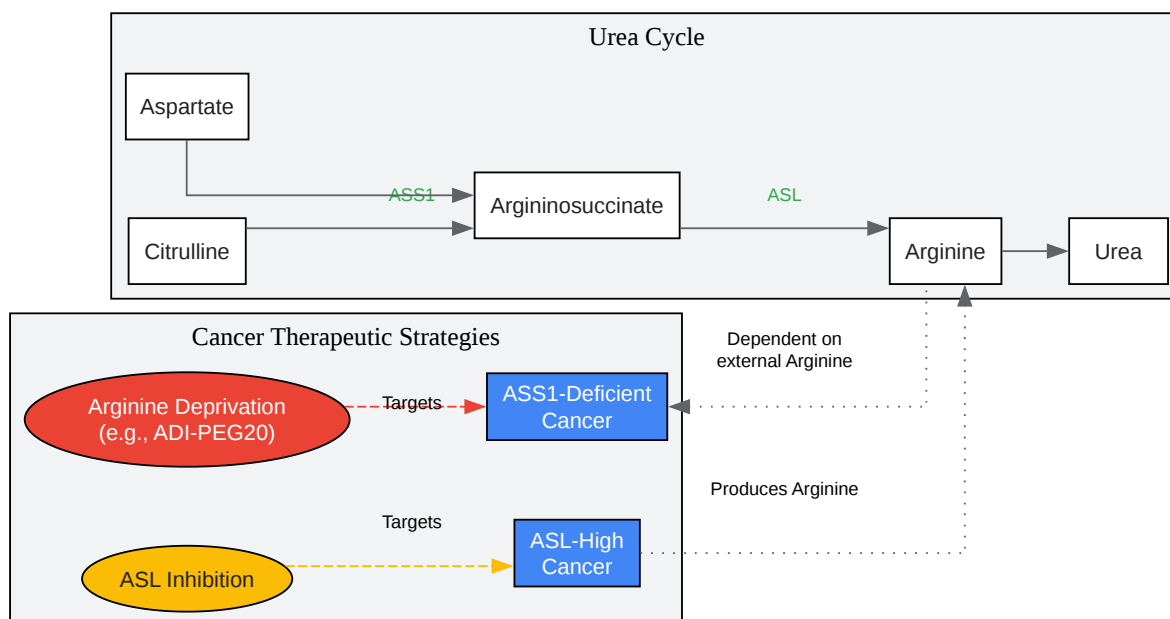 Urea Cycle
Aspartate
ASS1
Argininosuccinate
ASL
Citrulline
Arginine
Urea
Cancer Therapeutic Strategies
Dependent on
external Arginine
Arginine Deprivation
(e.g., ADI-PEG20)
Targets
ASS1-Deficient
Cancer
Produces Arginine
Targets
ASL-High
Cancer
ASL Inhibition